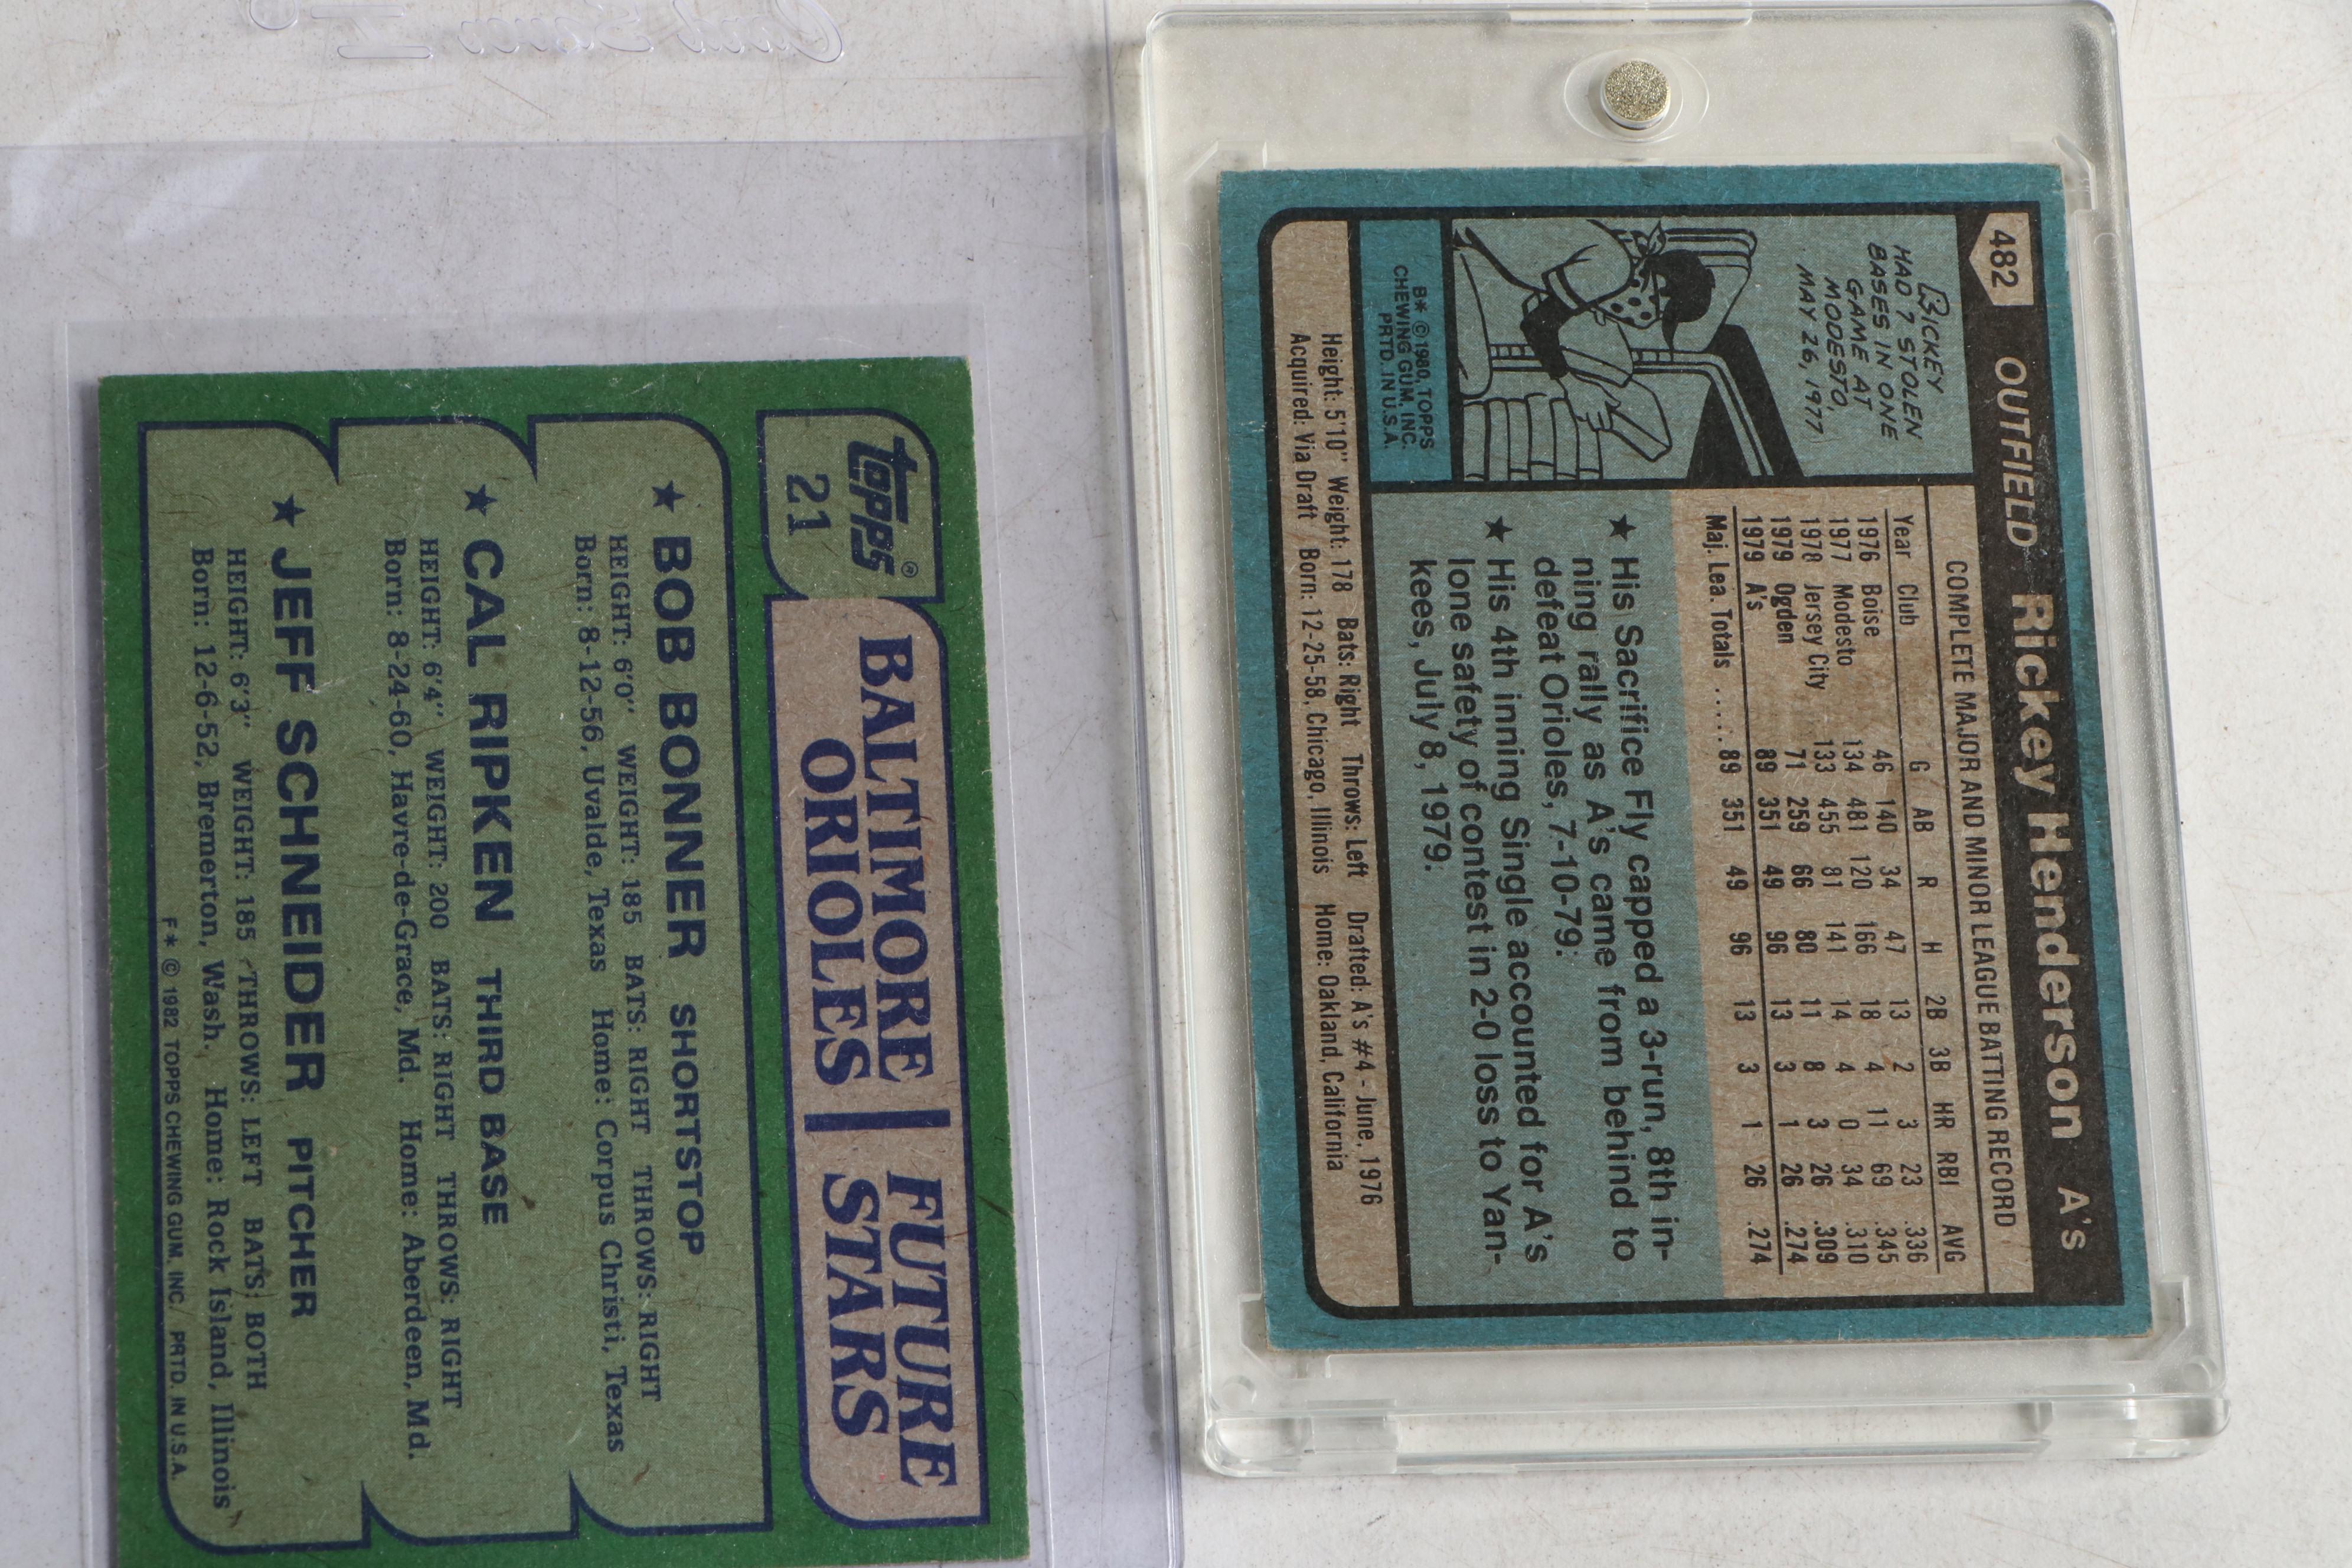 482 OUTFIELD Rickey Henderson A's
RICKEY
HAD 7 STOLEN
BASES IN ONE
GAME AT
MODESTO,
MAY 26, 1977
B* ©1980, TOPPS
CHEWING GUM, INC.
PRTD. IN U.S.A.
COMPLETE MAJOR AND MINOR LEAGUE BATTING RECORD
Year Club G AB R H 2B 3B HR RBI AVG
1976 Boise 46 140 34 47 13 2 3 23 .336
1977 Modesto 134 481 120 166 18 4 11 69 .345
1978 Jersey City 133 455 81 141 14 4 0 34 .310
1979 Ogden 71 259 66 80 11 8 3 26 .309
1979 A's 89 351 49 96 13 3 1 26 .274
Maj. Lea. Totals ..... 89 351 49 96 13 3 1 26 .274
★ His Sacrifice Fly capped a 3-run, 8th in-
ning rally as A's came from behind to
defeat Orioles, 7-10-79.
★ His 4th inning Single accounted for A's
lone safety of contest in 2-0 loss to Yan-
kees, July 8, 1979.
Height: 5'10" Weight: 178 Bats: Right Throws: Left Drafted: A's #4 - June, 1976
Acquired: Via Draft Born: 12-25-58, Chicago, Illinois Home: Oakland, California
topps®
21
BALTIMORE
ORIOLES
FUTURE
STARS
★ BOB BONNER SHORTSTOP
HEIGHT: 6'0" WEIGHT: 185 BATS: RIGHT THROWS: RIGHT
Born: 8-12-56, Uvalde, Texas Home: Corpus Christi, Texas
★ CAL RIPKEN THIRD BASE
HEIGHT: 6'4" WEIGHT: 200 BATS: RIGHT THROWS: RIGHT
Born: 8-24-60, Havre-de-Grace, Md. Home: Aberdeen, Md.
★ JEFF SCHNEIDER PITCHER
HEIGHT: 6'3" WEIGHT: 185 THROWS: LEFT BATS: BOTH
Born: 12-6-52, Bremerton, Wash. Home: Rock Island, Illinois
F* © 1982 TOPPS CHEWING GUM, INC. PRTD. IN U.S.A.